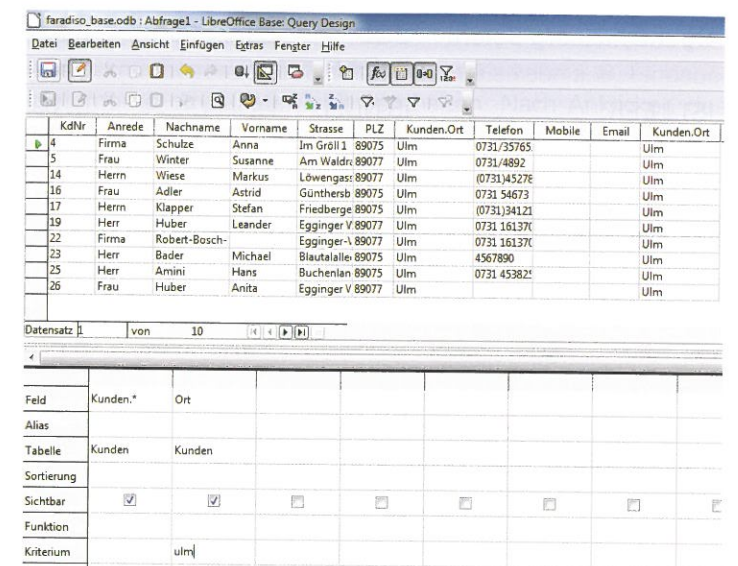 faradiso_base.odb : Abfrage1 - LibreOffice Base: Query Design
Datei Bearbeiten Ansicht Einfügen Extras Fenster Hilfe
KdNr Anrede Nachname Vorname Strasse PLZ Kunden.Ort Telefon Mobile Email Kunden.Ort
4 Firma Schulze Anna Im Gröll 1 89075 Ulm 0731/35765 Ulm
5 Frau Winter Susanne Am Waldra 89077 Ulm 0731/4892 Ulm
14 Herrn Wiese Markus Löwengass 89077 Ulm (0731)45278 Ulm
16 Frau Adler Astrid Günthersb 89075 Ulm 0731 54673 Ulm
17 Herrn Klapper Stefan Friedberge 89075 Ulm (0731)34121 Ulm
19 Herr Huber Leander Egginger V 89077 Ulm 0731 16137( Ulm
22 Firma Robert-Bosch- Egginger-\ 89077 Ulm 0731 16137( Ulm
23 Herr Bader Michael Blautalalle 89075 Ulm 4567890 Ulm
25 Herr Amini Hans Buchenlan 89075 Ulm 0731 45382 Ulm
26 Frau Huber Anita Egginger V 89077 Ulm Ulm
Datensatz 1 von 10
Feld Kunden.* Ort
Alias
Tabelle Kunden Kunden
Sortierung
Sichtbar
Funktion
Kriterium ulm